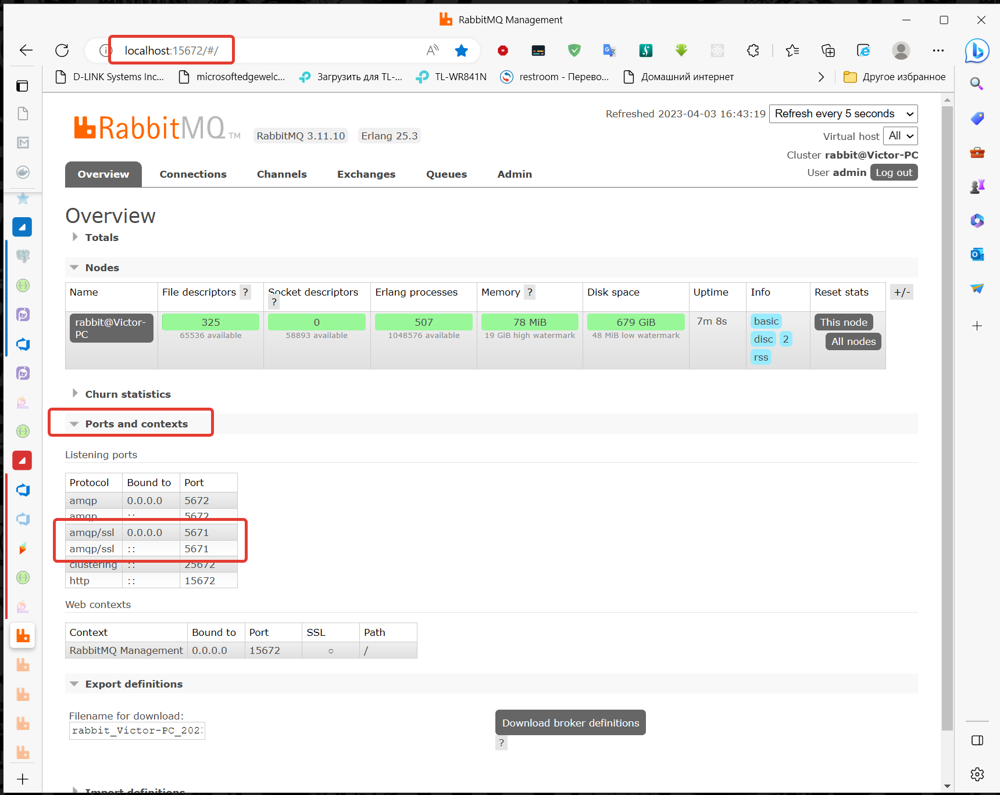 RabbitMQ Management
localhost:15672/#/
D-LINK Systems Inc...
microsoftedgewelc...
Загрузить для TL-...
TL-WR841N
restroom - Перево...
Домашний интернет
Другое избранное
RabbitMQ TM
RabbitMQ 3.11.10
Erlang 25.3
Refreshed 2023-04-03 16:43:19
Refresh every 5 seconds
Virtual host All
Cluster rabbit@Victor-PC
User admin Log out
Overview Connections Channels Exchanges Queues Admin
Overview
Totals
Nodes
Name File descriptors ? Socket descriptors ? Erlang processes Memory ? Disk space Uptime Info Reset stats +/-
rabbit@Victor-PC 325 0 507 78 MiB 679 GiB 7m 8s basic This node
65536 available 58893 available 1048576 available 19 GiB high watermark 48 MiB low watermark
disc 2 All nodes
rss
Churn statistics
Ports and contexts
Listening ports
Protocol Bound to Port
amqp 0.0.0.0 5672
amqp :: 5672
amqp/ssl 0.0.0.0 5671
amqp/ssl :: 5671
clustering :: 25672
http :: 15672
Web contexts
Context Bound to Port SSL Path
RabbitMQ Management 0.0.0.0 15672 ○ /
Export definitions
Filename for download:
rabbit_Victor-PC_202
Download broker definitions
?
Import definitions